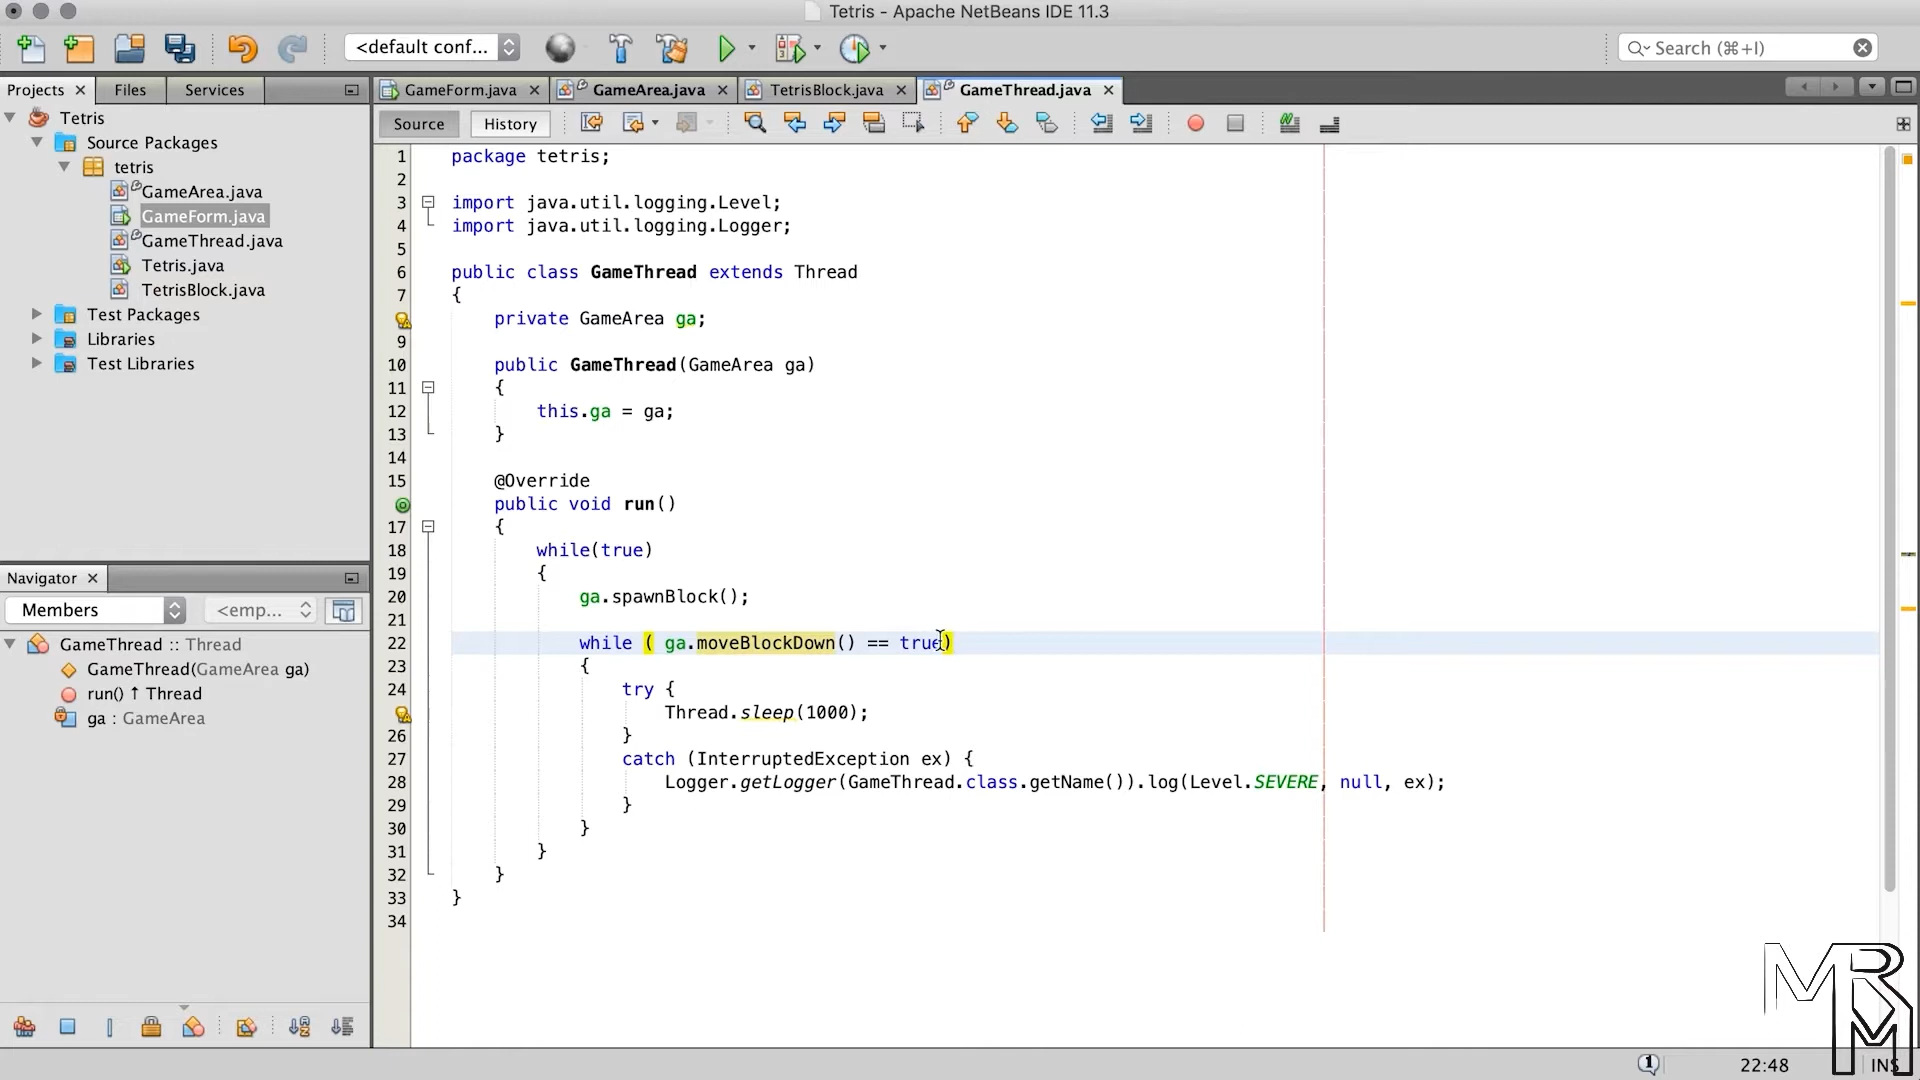 Tetris - Apache NetBeans IDE 11.3
<default conf...
Search (⌘+I)
Projects
Files
Services
GameForm.java
GameArea.java
TetrisBlock.java
GameThread.java
Source
History
Tetris
Source Packages
tetris
GameArea.java
GameForm.java
GameThread.java
Tetris.java
TetrisBlock.java
Test Packages
Libraries
Test Libraries
Navigator
Members
<emp...
GameThread :: Thread
GameThread(GameArea ga)
run() ↑ Thread
ga : GameArea
1 package tetris;
2
3 import java.util.logging.Level;
4 import java.util.logging.Logger;
5
6 public class GameThread extends Thread
7 {
private GameArea ga;
9
10 public GameThread(GameArea ga)
11 {
12 this.ga = ga;
13 }
14
15 @Override
public void run()
17 {
18 while(true)
19 {
20 ga.spawnBlock();
21
22 while ( ga.moveBlockDown() == true)
23 {
24 try {
Thread.sleep(1000);
26 }
27 catch (InterruptedException ex) {
28 Logger.getLogger(GameThread.class.getName()).log(Level.SEVERE, null, ex);
29 }
30 }
31 }
32 }
33 }
34
MRM
1
22:48
INS